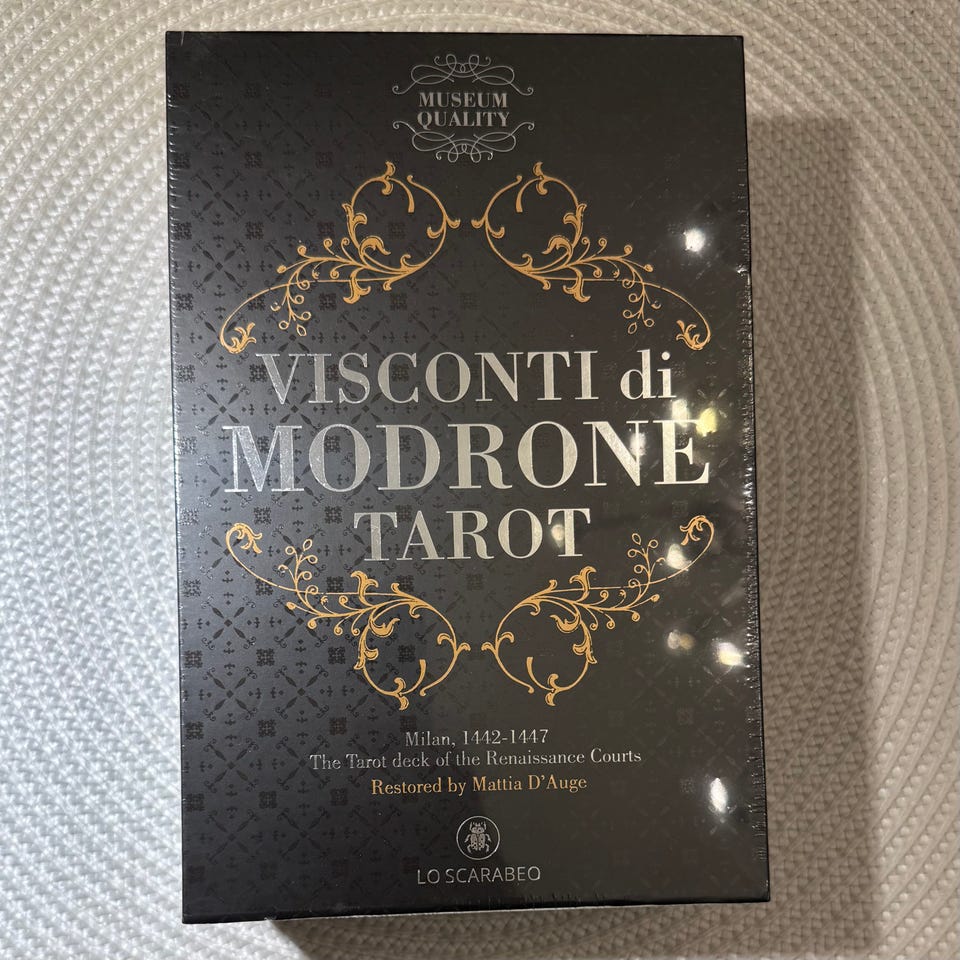 MUSEUM
QUALITY
VISCONTI di
MODRONE
TAROT
Milan, 1442-1447
The Tarot deck of the Renaissance Courts
Restored by Mattia D'Auge
LO SCARABEO